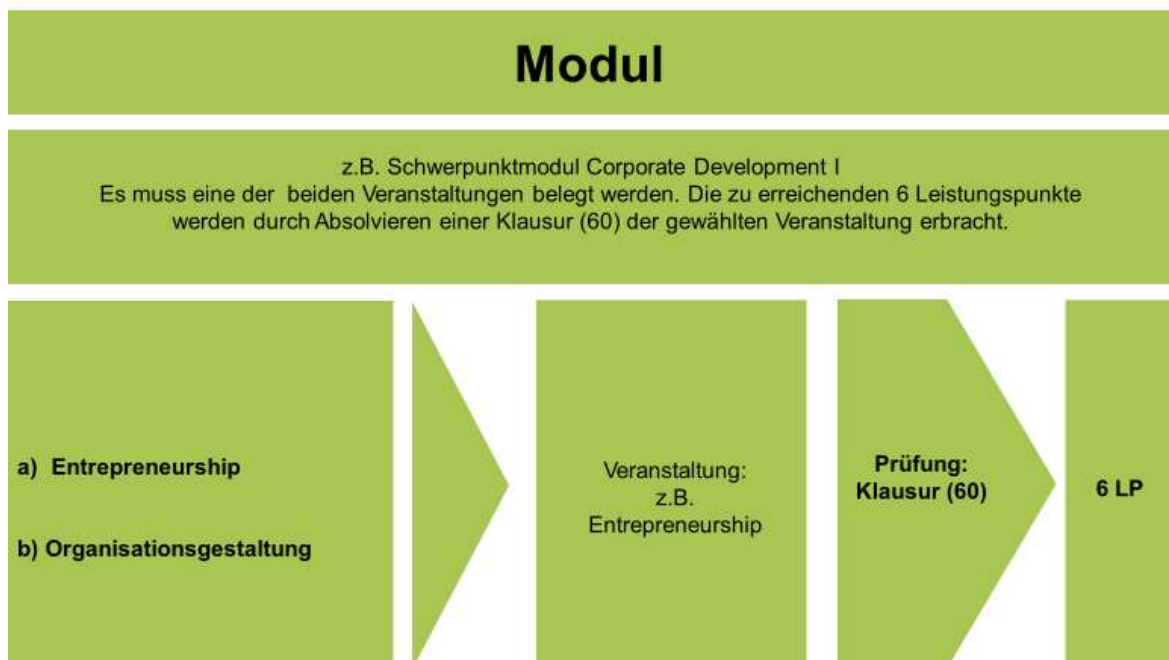 Modul
z.B. Schwerpunktmodul Corporate Development I
Es muss eine der beiden Veranstaltungen belegt werden. Die zu erreichenden 6 Leistungspunkte
werden durch Absolvieren einer Klausur (60) der gewählten Veranstaltung erbracht.
a) Entrepreneurship
b) Organisationsgestaltung
Veranstaltung:
z.B.
Entrepreneurship
Prüfung:
Klausur (60)
6 LP